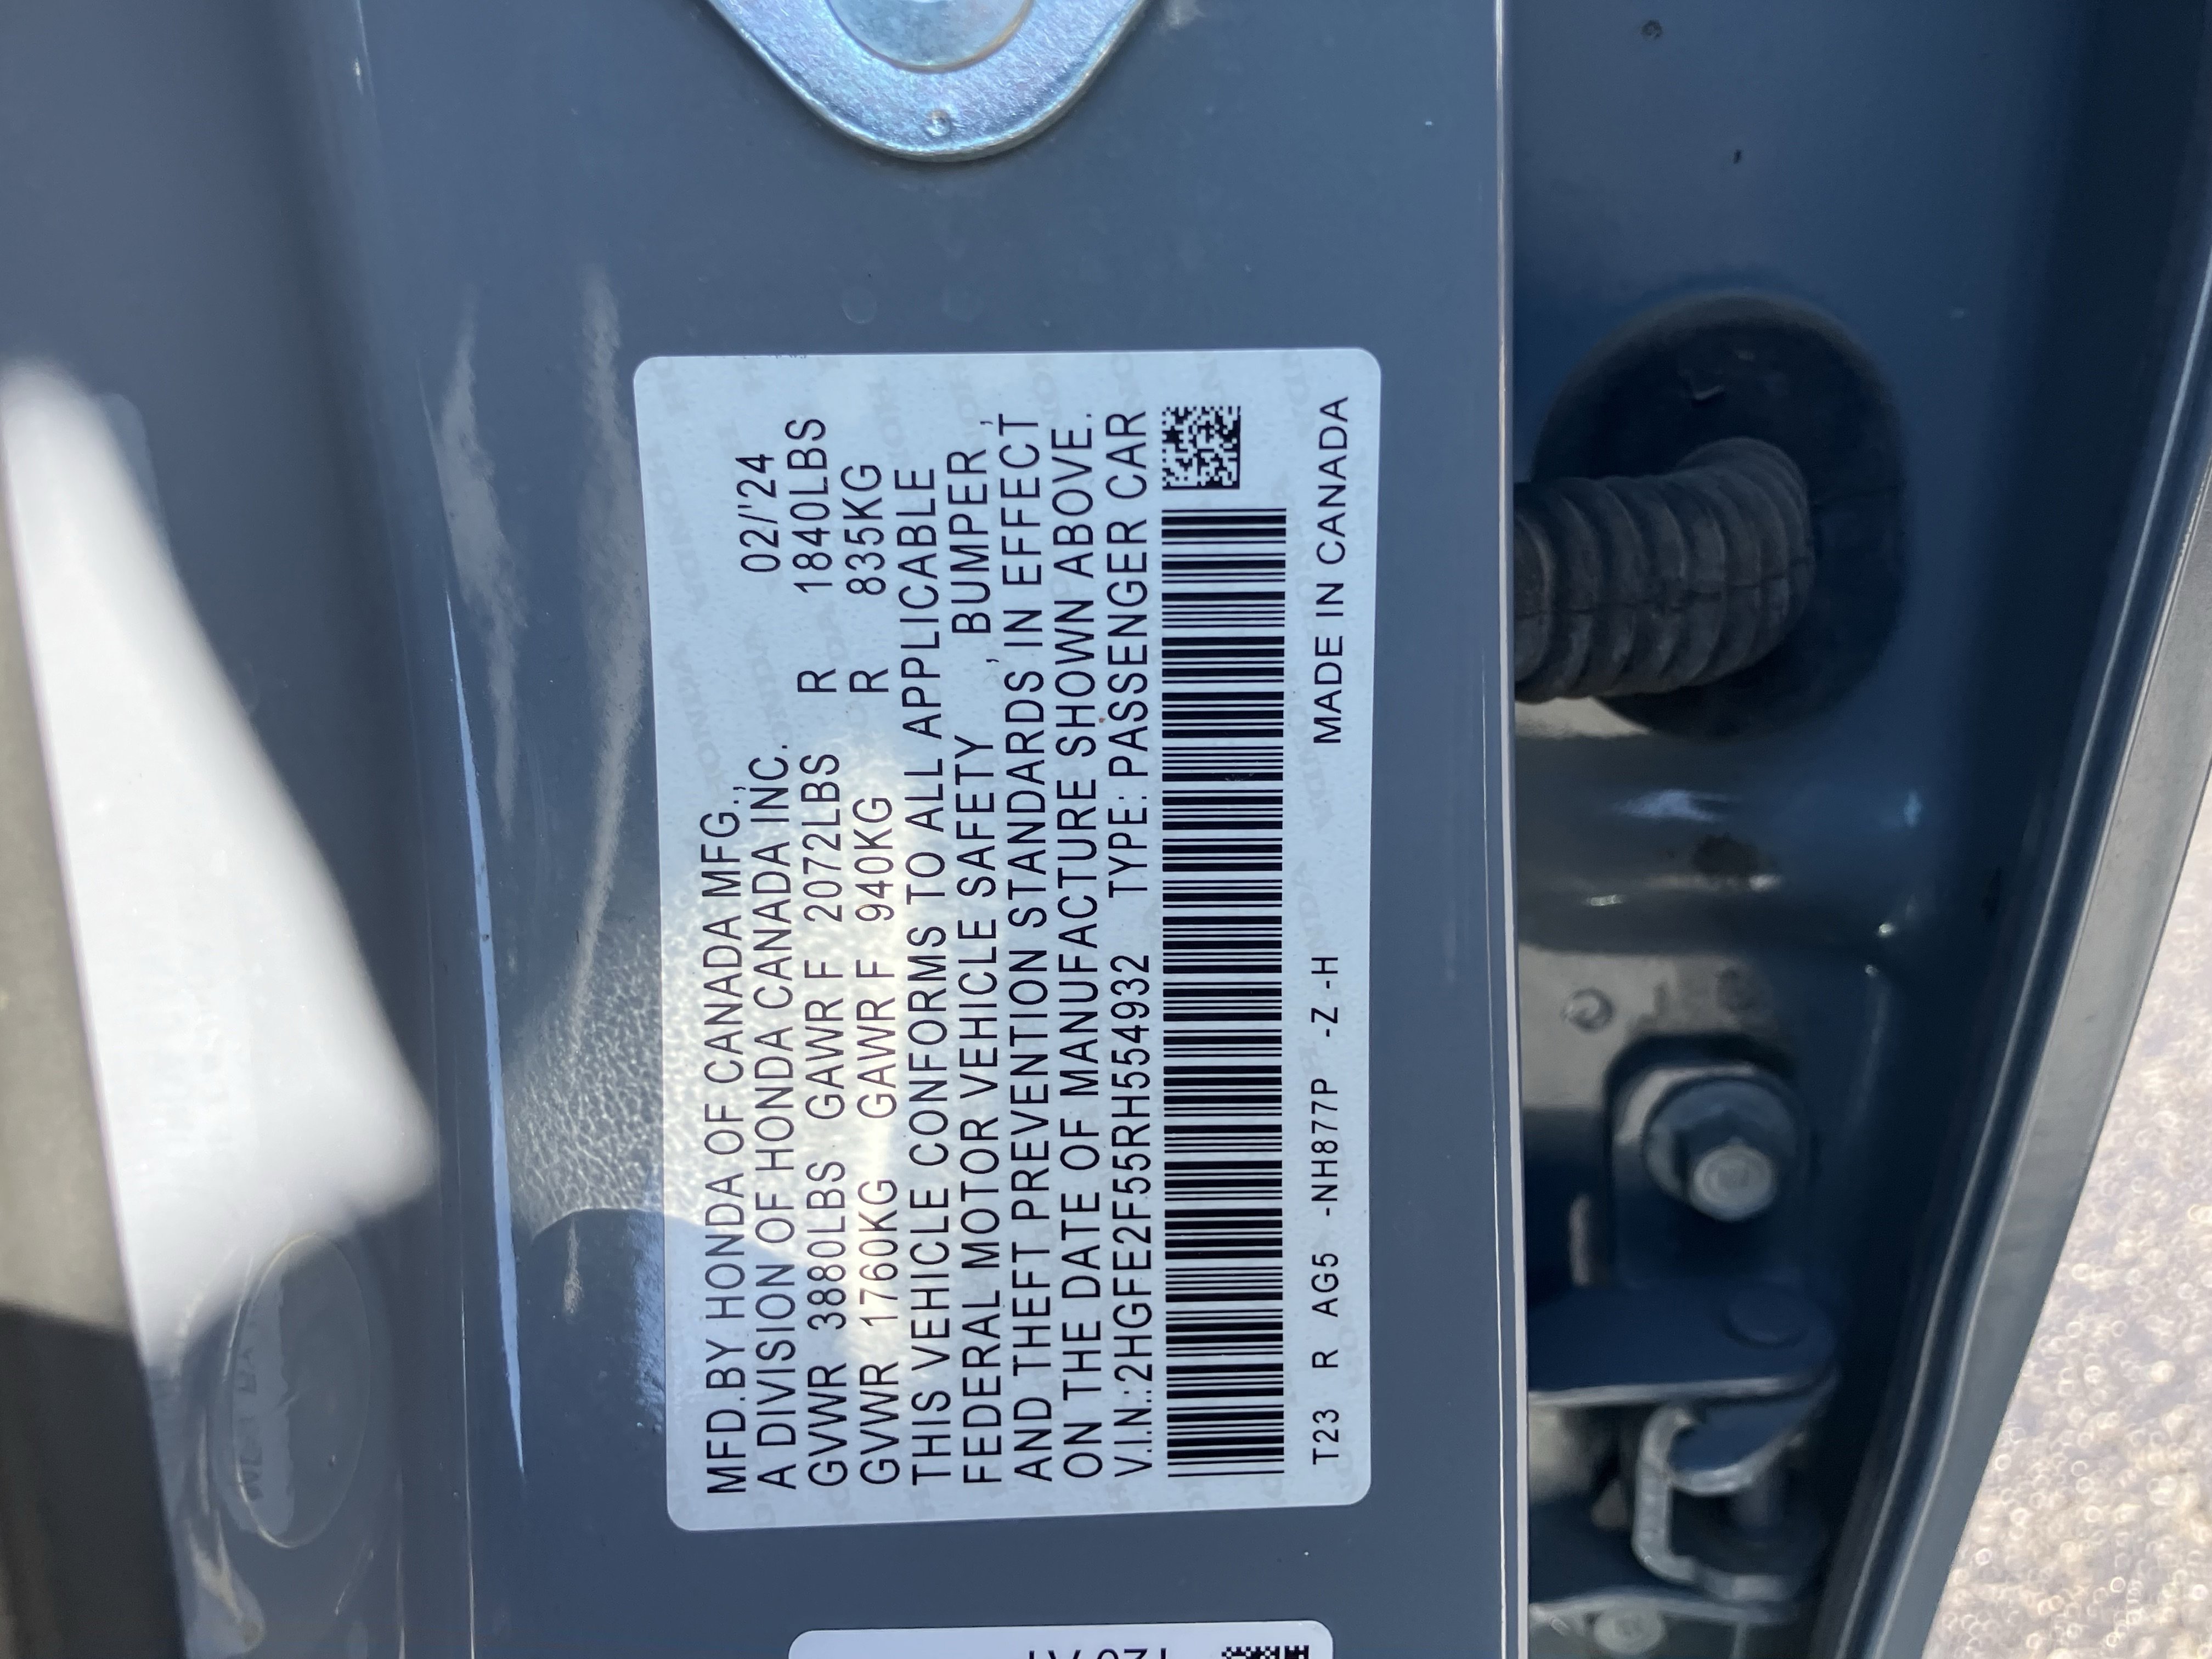 MFD.BY HONDA OF CANADA MFG.,
A DIVISION OF HONDA CANADA INC. 02/'24
GVWR 3880LBS GAWR F 2072LBS R 1840LBS
GVWR 1760KG GAWR F 940KG R 835KG
THIS VEHICLE CONFORMS TO ALL APPLICABLE
FEDERAL MOTOR VEHICLE SAFETY , BUMPER ,
AND THEFT PREVENTION STANDARDS IN EFFECT
ON THE DATE OF MANUFACTURE SHOWN ABOVE.
V.I.N.:2HGFE2F55RH554932 TYPE: PASSENGER CAR
T23 R AG5 -NH877P -Z -H MADE IN CANADA